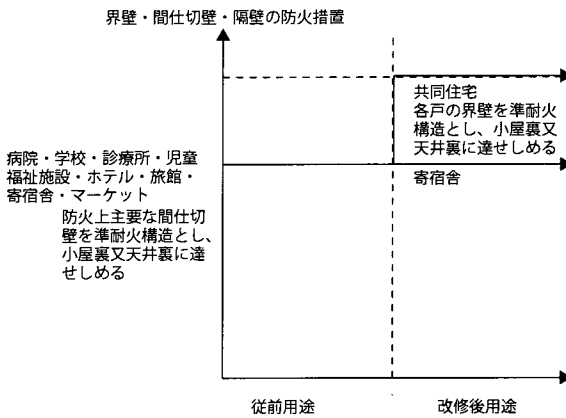 界壁・間仕切壁・隔壁の防火措置
共同住宅
各戸の界壁を準耐火
構造とし、小屋裏又
天井裏に達せしめる
病院・学校・診療所・児童
福祉施設・ホテル・旅館・
寄宿舎・マーケット
防火上主要な間仕切
壁を準耐火構造とし、
小屋裏又天井裏に達
せしめる
寄宿舎
従前用途
改修後用途